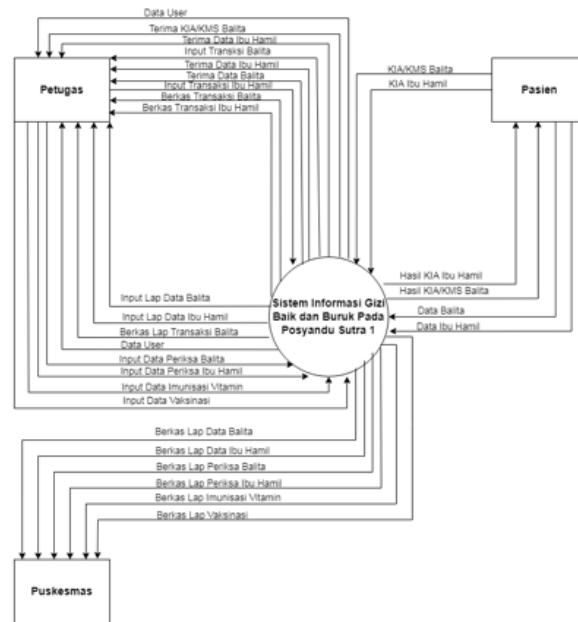 Data User
Terima KIA/KMS Balita
Terima Data Ibu Hamil
Input Transksi Balita
Terima Data Ibu Hamil
Terima Data Balita
Input Transaksi Ibu Hamil
Berkas Transaksi Balita
Berkas Transaksi Ibu Hamil
Petugas
KIA/KMS Balita
KIA Ibu Hamil
Pasien
Hasil KIA Ibu Hamil
Hasil KIA/KMS Balita
Data Balita
Data Ibu Hamil
Sistem Informasi Gizi
Baik dan Buruk Pada
Posyandu Sutra 1
Input Lap Data Balita
Input Lap Data Ibu Hamil
Berkas Lap Transaksi Balita
Data User
Input Data Periksa Balita
Input Data Periksa Ibu Hamil
Input Data Imunisasi Vitamin
Input Data Vaksinasi
Berkas Lap Data Balita
Berkas Lap Data Ibu Hamil
Berkas Lap Periksa Balita
Berkas Lap Periksa Ibu Hamil
Berkas Lap Imunisasi Vitamin
Berkas Lap Vaksinasi
Puskesmas